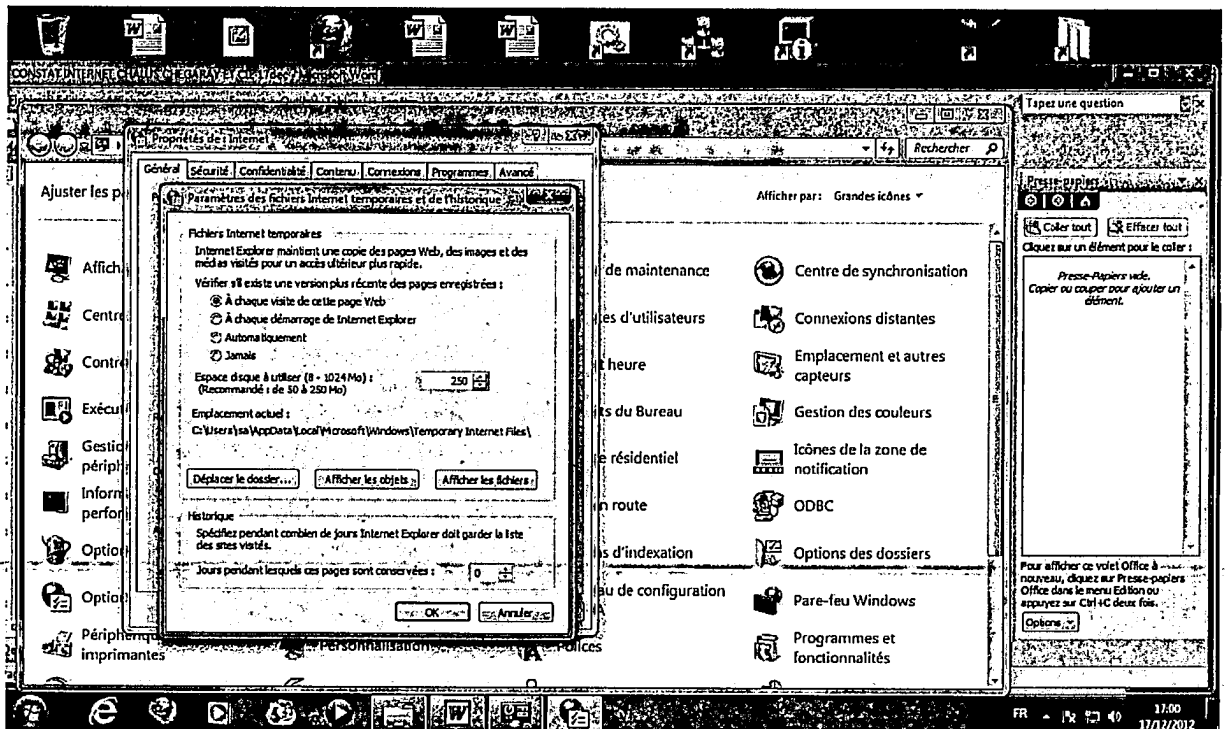 CONSTAT INTERNET
Tapez une question
Propriétés de l'Internet
Rechercher
Général Sécurité Confidentialité Contenu Connexions Programmes Avancé
Presse-papiers
Ajuster les p
Paramètres des fichiers Internet temporaires et de l'historique
Afficher par : Grandes icônes
Coller tout Effacer tout
Cliquez sur un élément pour le coller :
Presse-Papiers vide.
Copier ou couper pour ajouter un
élément.
Fichiers Internet temporaires
Internet Explorer maintient une copie des pages Web, des images et des
médias visités pour un accès ultérieur plus rapide.
Vérifier s'il existe une version plus récente des pages enregistrées :
À chaque visite de cette page Web
À chaque démarrage de Internet Explorer
Automatiquement
Jamais
Espace disque à utiliser (8 - 1024 Mo) :
(Recommandé : de 50 à 250 Mo)
250
Emplacement actuel :
C:\Users\sa\AppData\Local\Microsoft\Windows\Temporary Internet Files\
Déplacer le dossier... Afficher les objets Afficher les fichiers
Historique
Spécifiez pendant combien de jours Internet Explorer doit garder la liste
des sites visités.
Jours pendant lesquels ces pages sont conservées : 0
OK Annuler
Affich
Centre
Contrô
Exécut
Gestio
périph
Inform
perfor
Option
Option
Périphériqu
imprimantes
de maintenance
es d'utilisateurs
t heure
ts du Bureau
e résidentiel
n route
s d'indexation
au de configuration
Personnalisation
Polices
Centre de synchronisation
Connexions distantes
Emplacement et autres
capteurs
Gestion des couleurs
Icônes de la zone de
notification
ODBC
Options des dossiers
Pare-feu Windows
Programmes et
fonctionnalités
Pour afficher ce volet Office à
nouveau, cliquez sur Presse-papiers
Office dans le menu Edition ou
appuyez sur Ctrl+C deux fois.
Options
FR
17:00
17/12/2012